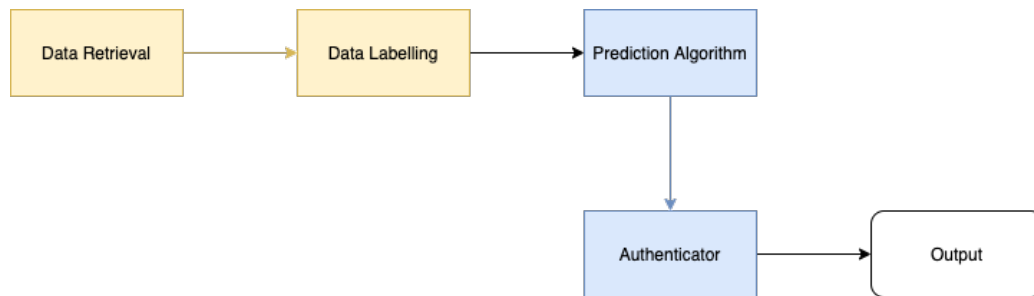 Data Retrieval
Data Labelling
Prediction Algorithm
Authenticator
Output